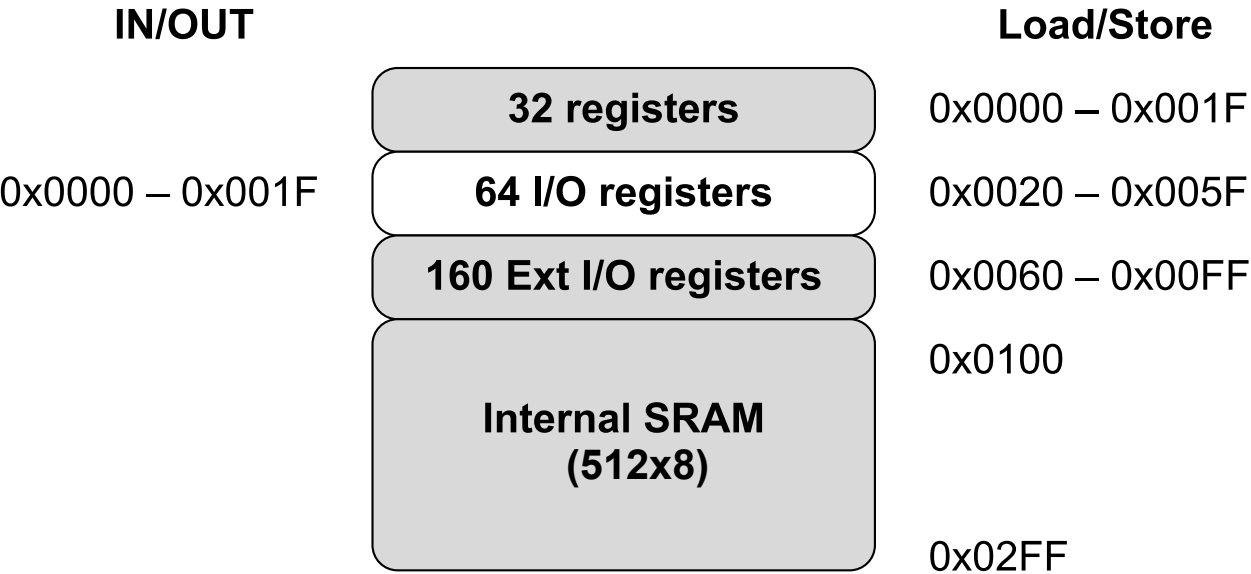 IN/OUT
Load/Store
32 registers
0x0000 – 0x001F
0x0000 – 0x001F
64 I/O registers
0x0020 – 0x005F
160 Ext I/O registers
0x0060 – 0x00FF
0x0100
Internal SRAM
(512x8)
0x02FF